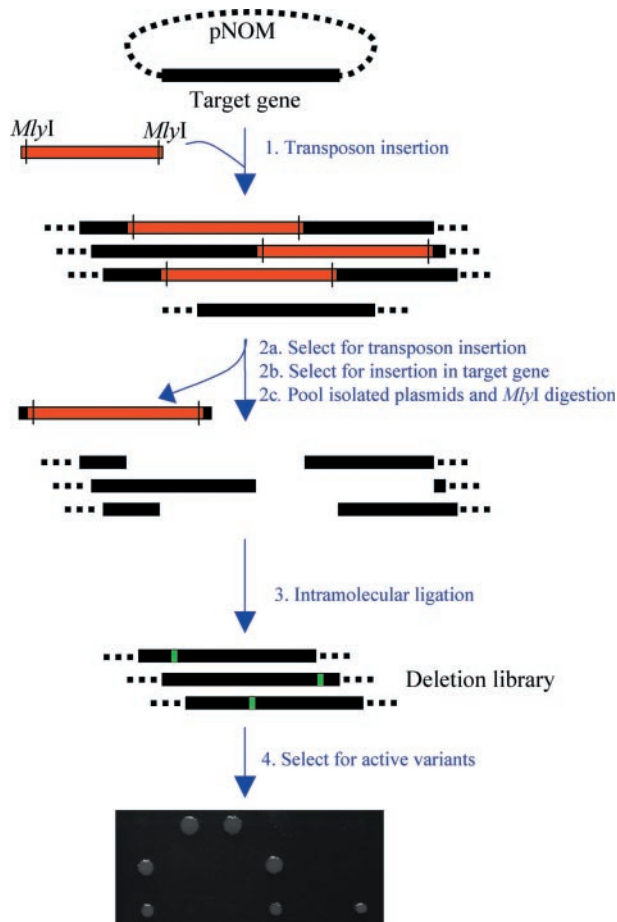 pNOM
Target gene
MlyI MlyI
1. Transposon insertion
2a. Select for transposon insertion
2b. Select for insertion in target gene
2c. Pool isolated plasmids and MlyI digestion
3. Intramolecular ligation
Deletion library
4. Select for active variants